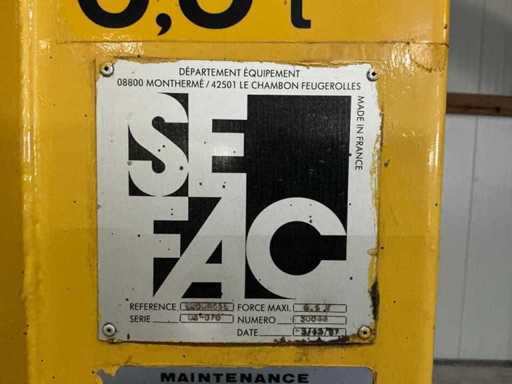 DÉPARTEMENT ÉQUIPEMENT
08800 MONTHERMÉ / 42501 LE CHAMBON FEUGEROLLES
MADE IN FRANCE
SE
FAC
REFERENCE FORCE MAXI.
SERIE NUMERO
DATE
MAINTENANCE